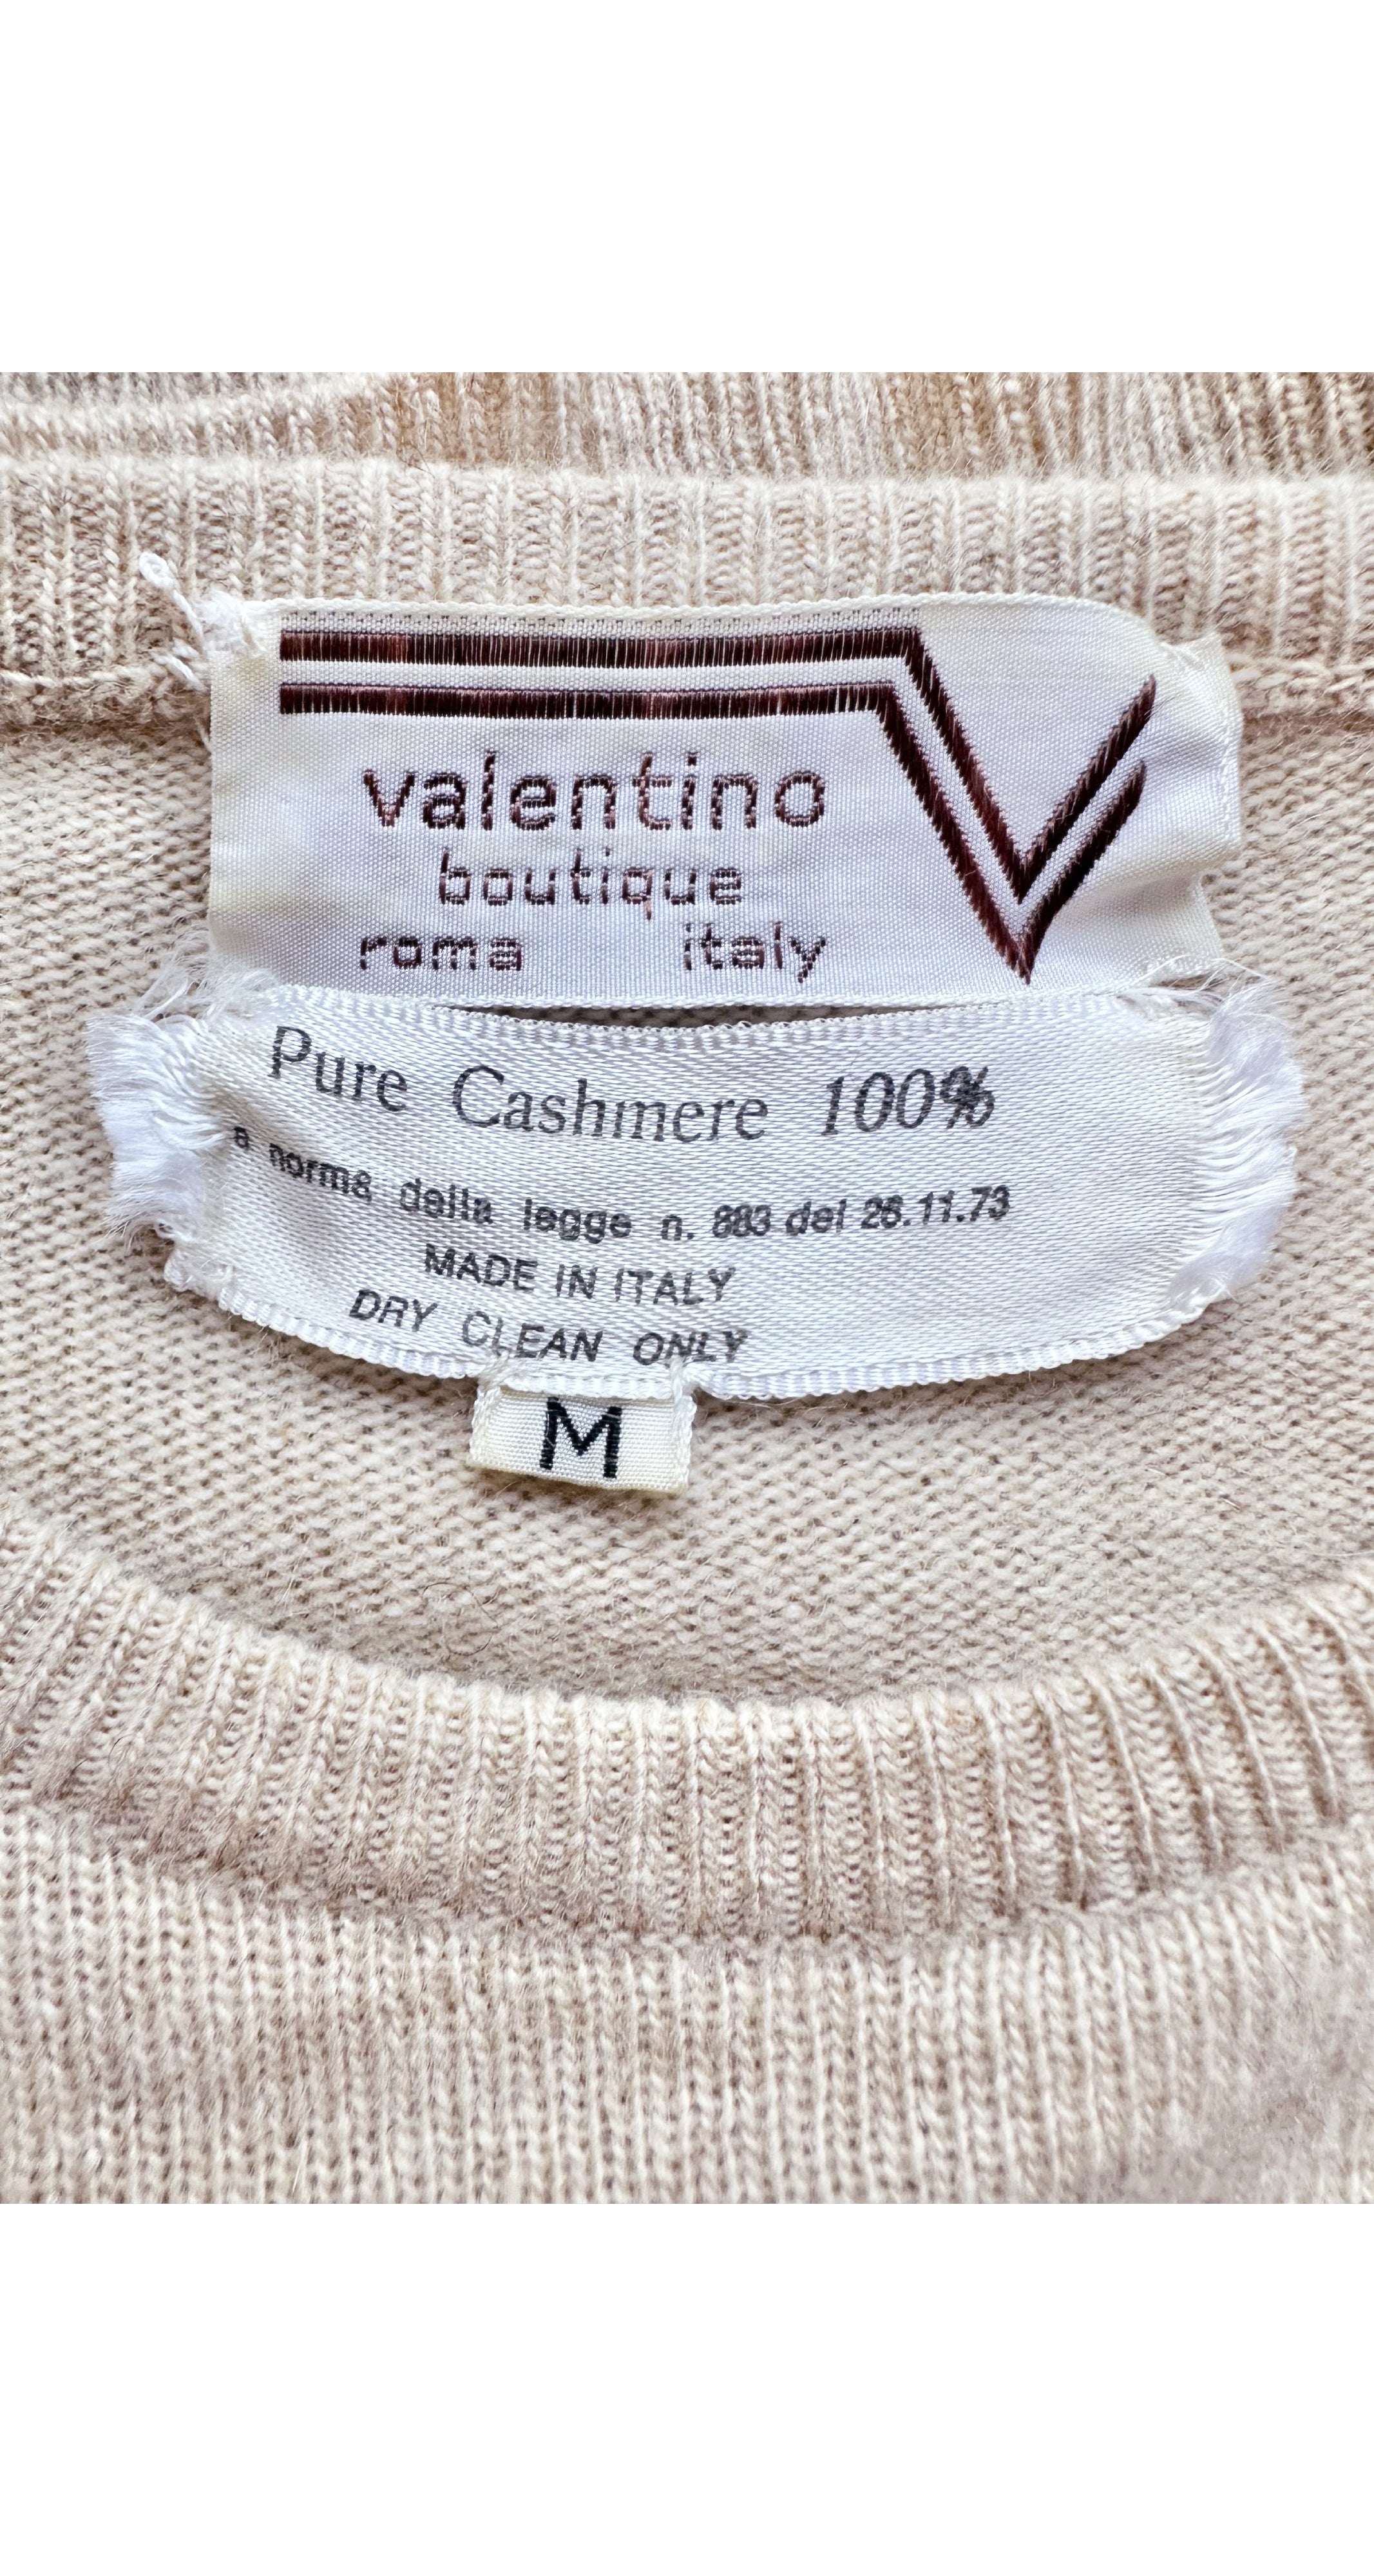 valentino
boutique
roma italy
Pure Cashmere 100%
a norma della legge n. 883 del 26.11.73
MADE IN ITALY
DRY CLEAN ONLY
M